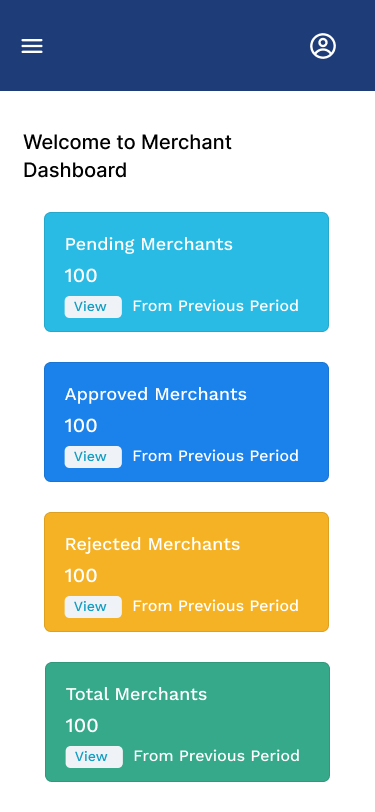 Welcome to Merchant
Dashboard
Pending Merchants
100
View From Previous Period
Approved Merchants
100
View From Previous Period
Rejected Merchants
100
View From Previous Period
Total Merchants
100
View From Previous Period